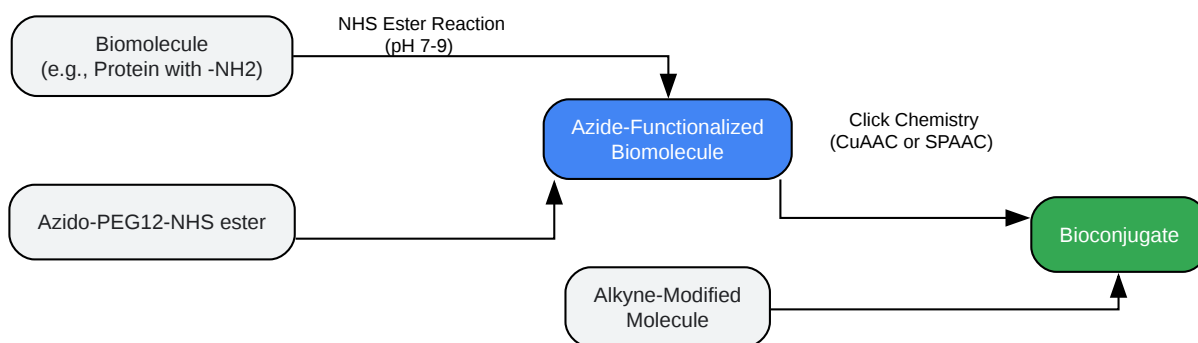 NHS Ester Reaction
(pH 7-9)
Biomolecule
(e.g., Protein with -NH2)
Azide-Functionalized
Biomolecule
Click Chemistry
(CuAAC or SPAAC)
Azido-PEG12-NHS ester
Bioconjugate
Alkyne-Modified
Molecule